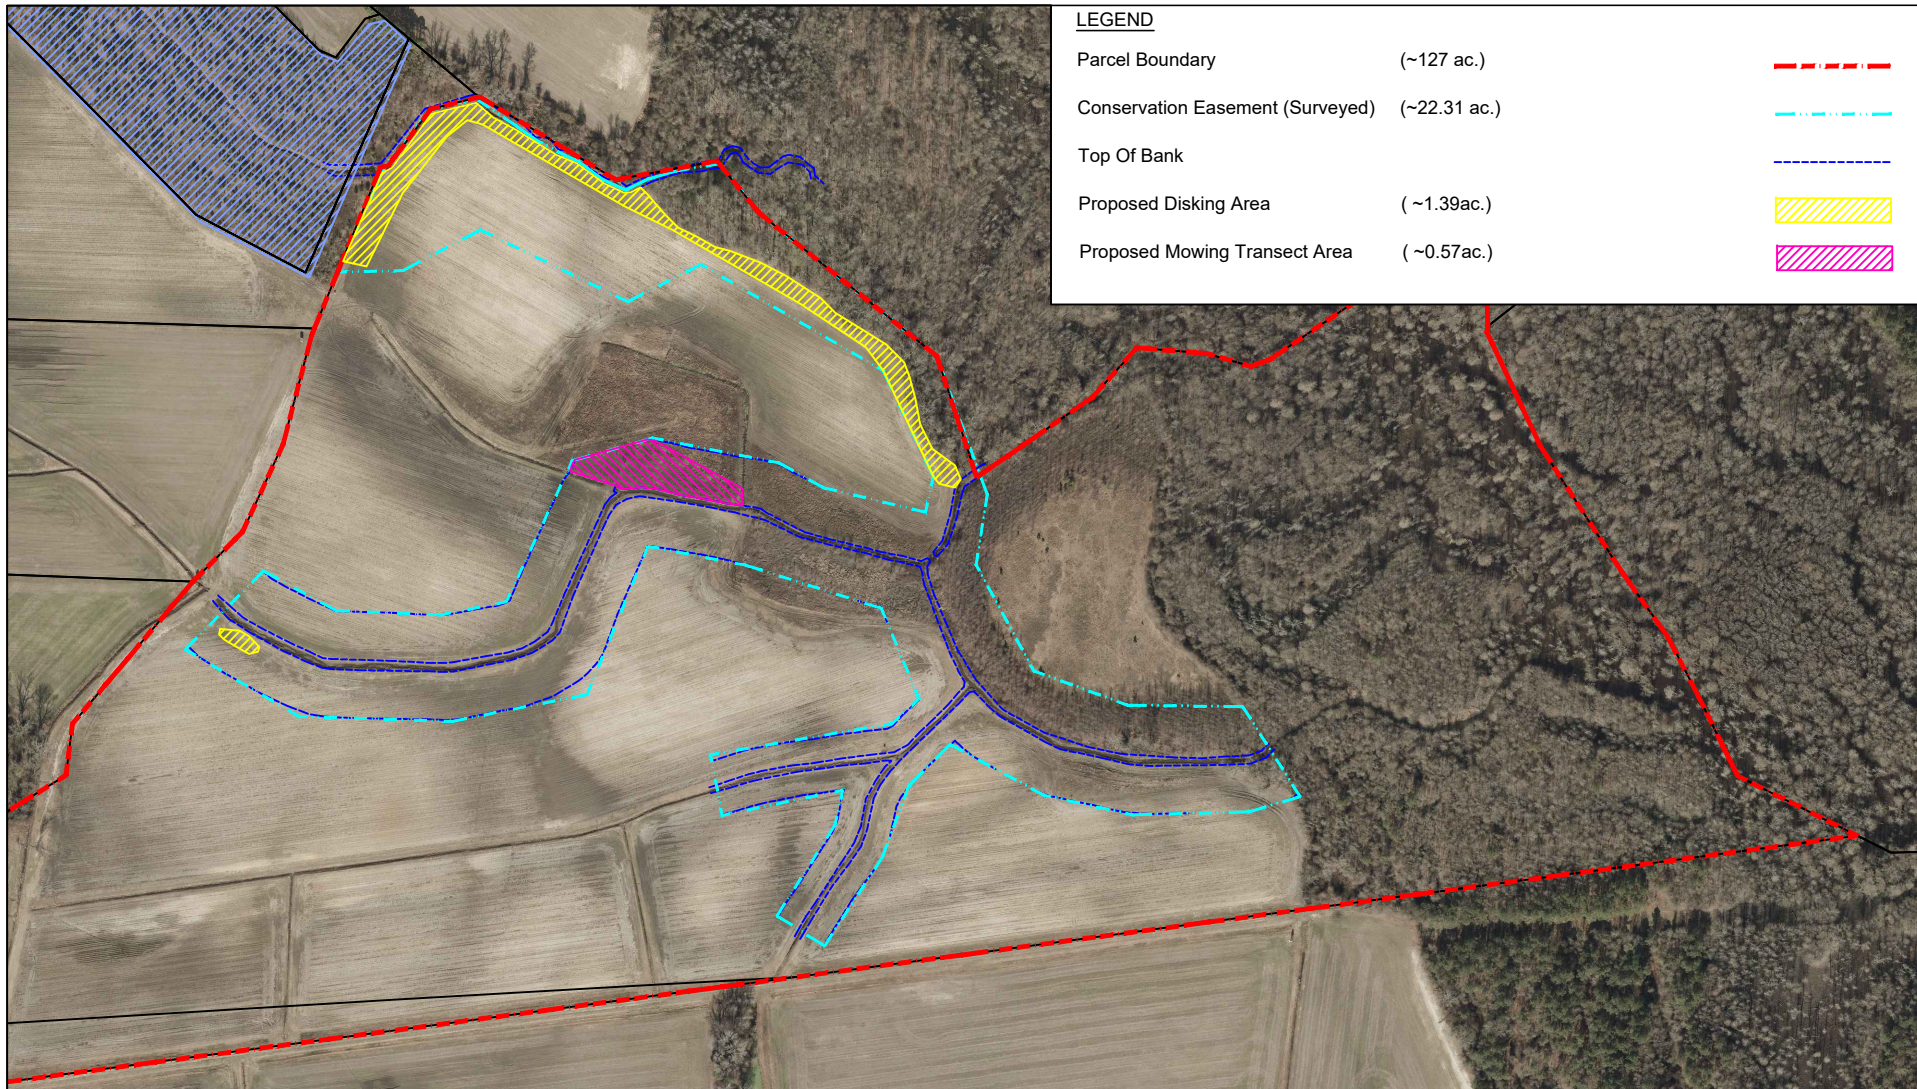 LEGEND
Parcel Boundary (~127 ac.)
Conservation Easement (Surveyed) (~22.31 ac.)
Top Of Bank
Proposed Disking Area ( ~1.39ac.)
Proposed Mowing Transect Area ( ~0.57ac.)